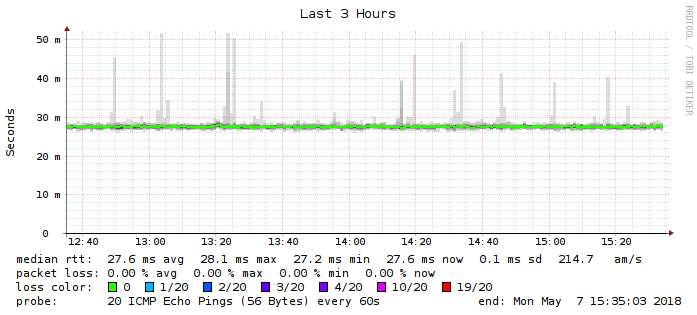 Last 3 Hours
RRDTOOL / TOBI OETIKER
Seconds
50 m
40 m
30 m
20 m
10 m
0
12:40 13:00 13:20 13:40 14:00 14:20 14:40 15:00 15:20
median rtt: 27.6 ms avg 28.1 ms max 27.2 ms min 27.6 ms now 0.1 ms sd 214.7 am/s
packet loss: 0.00 % avg 0.00 % max 0.00 % min 0.00 % now
loss color: 0 1/20 2/20 3/20 4/20 10/20 19/20
probe: 20 ICMP Echo Pings (56 Bytes) every 60s end: Mon May 7 15:35:03 2018